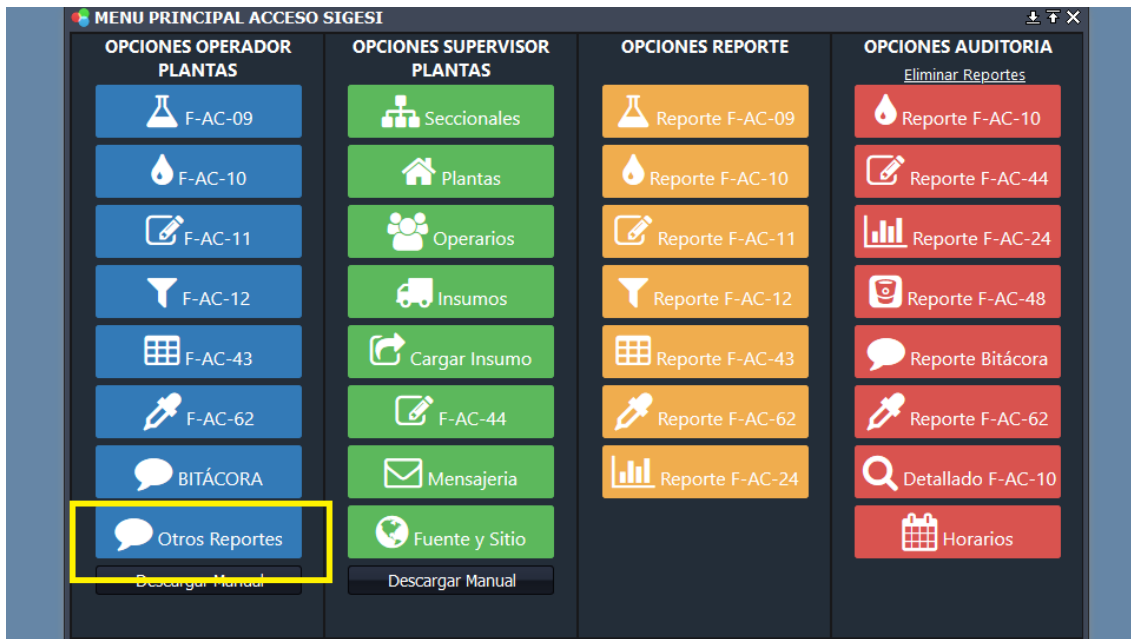 MENU PRINCIPAL ACCESO SIGESI
OPCIONES OPERADOR
PLANTAS
F-AC-09
F-AC-10
F-AC-11
F-AC-12
F-AC-43
F-AC-62
BITÁCORA
Otros Reportes
Descargar Manual
OPCIONES SUPERVISOR
PLANTAS
Seccionales
Plantas
Operarios
Insumos
Cargar Insumo
F-AC-44
Mensajeria
Fuente y Sitio
Descargar Manual
OPCIONES REPORTE
Reporte F-AC-09
Reporte F-AC-10
Reporte F-AC-11
Reporte F-AC-12
Reporte F-AC-43
Reporte F-AC-62
Reporte F-AC-24
OPCIONES AUDITORIA
Eliminar Reportes
Reporte F-AC-10
Reporte F-AC-44
Reporte F-AC-24
Reporte F-AC-48
Reporte Bitácora
Reporte F-AC-62
Detallado F-AC-10
Horarios